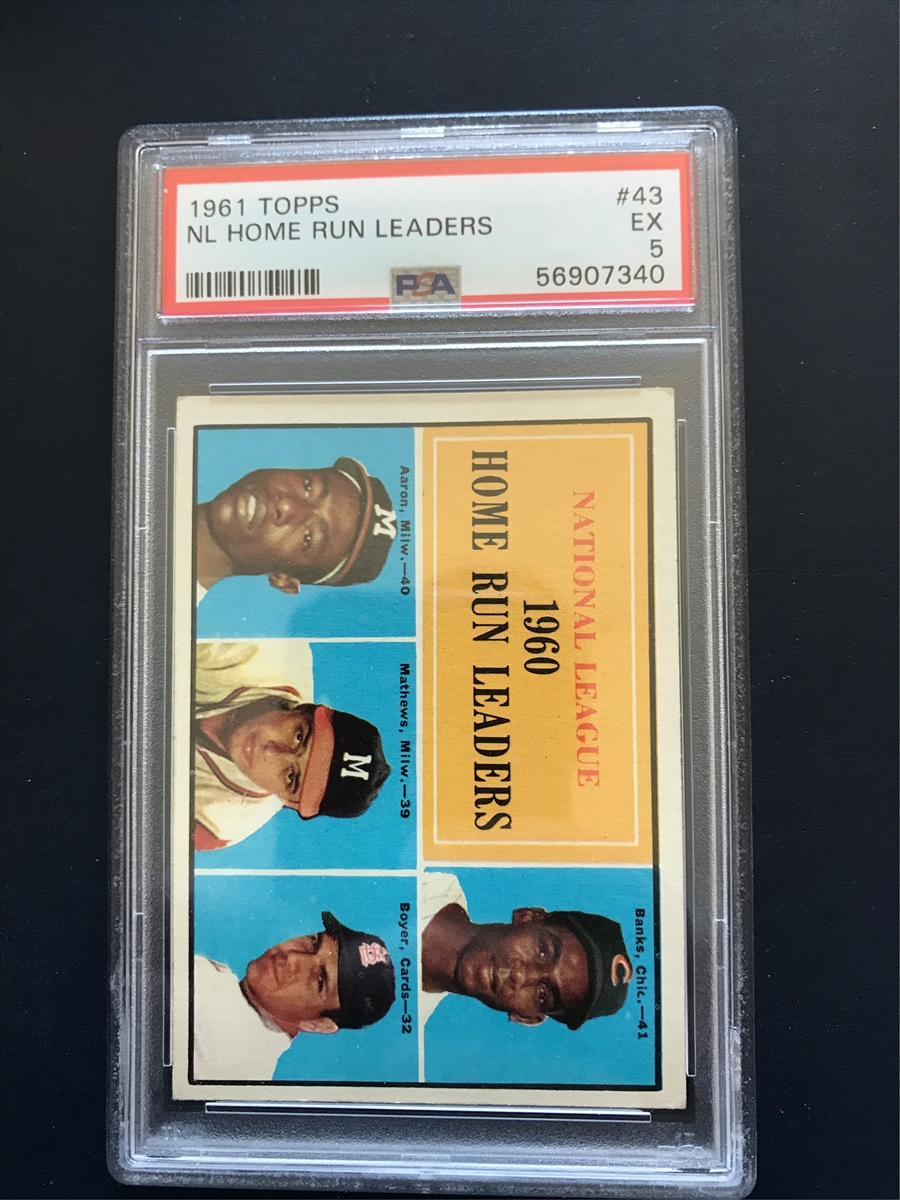 1961 TOPPS
#43
NL HOME RUN LEADERS
EX
5
PSA
56907340
NATIONAL LEAGUE
1960
HOME RUN LEADERS
Banks, Chic.—41
C
Aaron, Milw.—40
M
Mathews, Milw.—39
M
Boyer, Cards—32
STL